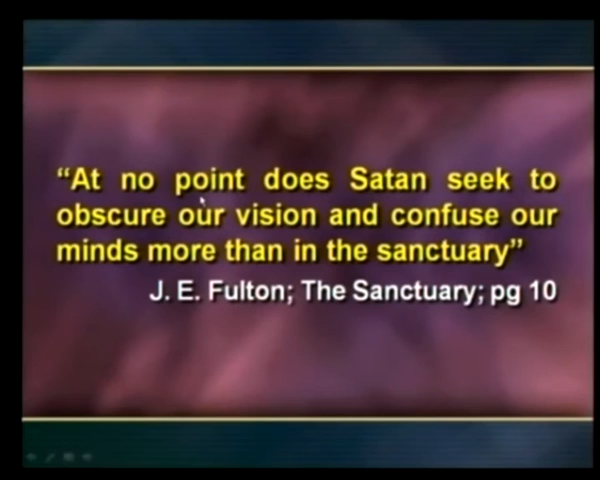 “At no point does Satan seek to
obscure our vision and confuse our
minds more than in the sanctuary”
J. E. Fulton; The Sanctuary; pg 10